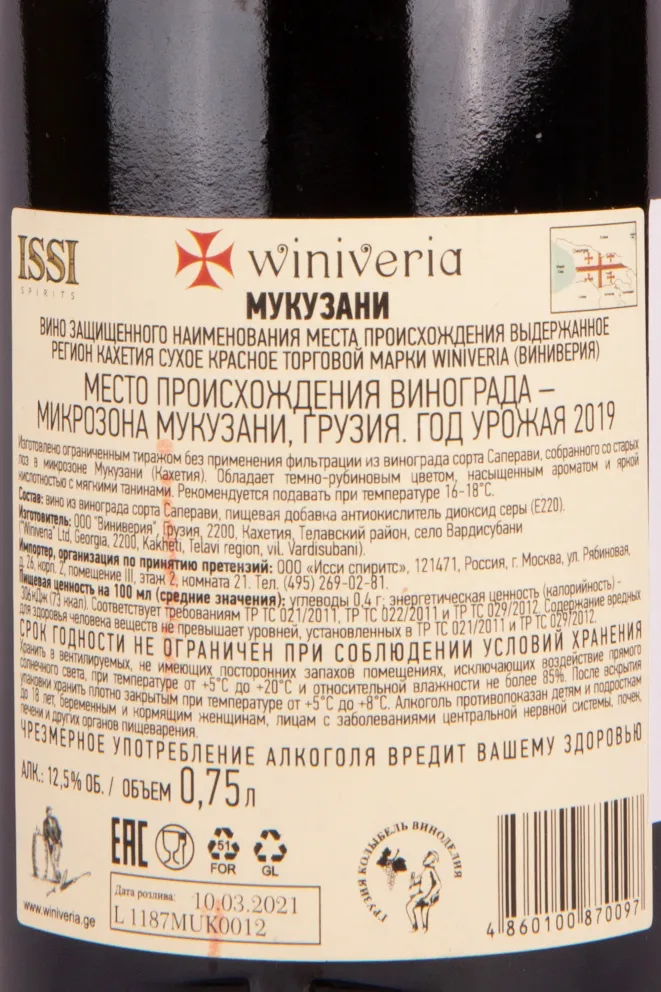 ISSI
SPIRITS
winiveria
МУКУЗАНИ
ВИНО ЗАЩИЩЕННОГО НАИМЕНОВАНИЯ МЕСТА ПРОИСХОЖДЕНИЯ ВЫДЕРЖАННОЕ
РЕГИОН КАХЕТИЯ СУХОЕ КРАСНОЕ ТОРГОВОЙ МАРКИ WINIVERIA (ВИНИВЕРИЯ)
МЕСТО ПРОИСХОЖДЕНИЯ ВИНОГРАДА –
МИКРОЗОНА МУКУЗАНИ, ГРУЗИЯ. ГОД УРОЖАЯ 2019
Изготовлено ограниченным тиражом без применения фильтрации из винограда сорта Саперави, собранного со старых
лоз в микрозоне Мукузани (Кахетия). Обладает темно-рубиновым цветом, насыщенным ароматом и яркой
кислотностью с мягкими танинами. Рекомендуется подавать при температуре 16-18°C.
Состав: вино из винограда сорта Саперави, пищевая добавка антиокислитель диоксид серы (Е220).
Изготовитель: ООО "Виниверия", Грузия, 2200, Кахетия, Телавский район, село Вардисубани
("Winveria" Ltd, Georgia, 2200, Kakheti, Telavi region, vil. Vardisubani).
Импортер, организация по принятию претензий: ООО «Исси спиритс», 121471, Россия, г. Москва, ул. Рябиновая,
д. 26, корп. 2, помещение III, этаж 2, комната 21. Тел. (495) 269-02-81.
Пищевая ценность на 100 мл (средние значения): углеводы 0,4 г; энергетическая ценность (калорийность) -
306кДж (73 ккал). Соответствует требованиям ТР ТС 021/2011, ТР ТС 022/2011 и ТР ТС 029/2012. Содержание вредных
для здоровья человека веществ не превышает уровней, установленных в ТР ТС 021/2011 и ТР ТС 029/2012.
СРОК ГОДНОСТИ НЕ ОГРАНИЧЕН ПРИ СОБЛЮДЕНИИ УСЛОВИЙ ХРАНЕНИЯ
Хранить в вентилируемых, не имеющих посторонних запахов помещениях, исключающих воздействие прямого
солнечного света, при температуре от +5°C до +20°C и относительной влажности не более 85%. После вскрытия
упаковки хранить плотно закрытым при температуре от +5°C до +8°C. Алкоголь противопоказан детям и подросткам
до 18 лет, беременным и кормящим женщинам, лицам с заболеваниями центральной нервной системы, почек,
печени и других органов пищеварения.
ЧРЕЗМЕРНОЕ УПОТРЕБЛЕНИЕ АЛКОГОЛЯ ВРЕДИТ ВАШЕМУ ЗДОРОВЬЮ
АЛК.: 12,5% ОБ. / ОБЪЕМ 0,75 л
EAC
51
FOR
GL
ГРУЗИЯ КОЛЫБЕЛЬ ВИНОДЕЛИЯ
www.winiveria.ge
Дата розлива: 10.03.2021
L 1187MUK0012
4 860100 870097